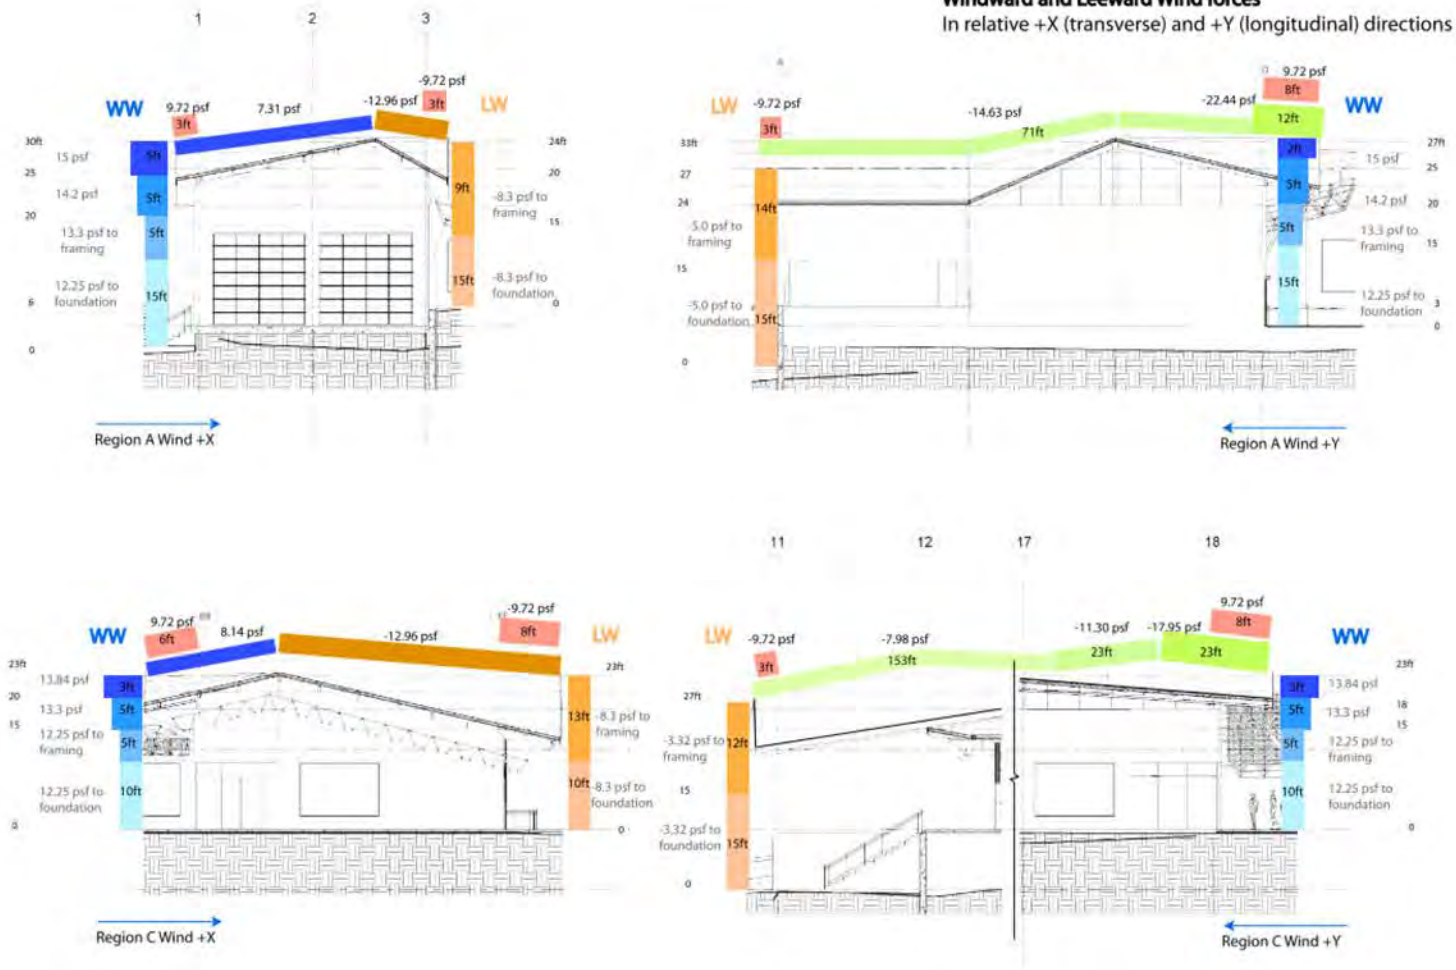 Windward and Leeward Wind forces
In relative +X (transverse) and +Y (longitudinal) directions
1
2
3
WW
9.72 psf
3ft
7.31 psf
-12.96 psf
-9.72 psf
3ft
LW
30ft
25
20
6
0
15 psf
14.2 psf
13.3 psf to
framing
12.25 psf to
foundation
5ft
5ft
5ft
15ft
9ft
15ft
24ft
20
15
0
-8.3 psf to
framing
-8.3 psf to
foundation
Region A Wind +X
LW
-9.72 psf
3ft
-14.63 psf
71ft
-22.44 psf
9.72 psf
8ft
12ft
WW
33ft
27
24
15
0
14ft
15ft
5.0 psf to
framing
-5.0 psf to
foundation
2ft
5ft
5ft
15ft
27ft
25
20
15
3
0
15 psf
14.2 psf
13.3 psf to
framing
12.25 psf to
foundation
Region A Wind +Y
WW
9.72 psf
6ft
8.14 psf
-12.96 psf
-9.72 psf
8ft
LW
23ft
20
15
0
13.84 psf
13.3 psf
12.25 psf to
framing
12.25 psf to
foundation
3ft
5ft
5ft
10ft
13ft
10ft
23ft
0
-8.3 psf to
framing
-8.3 psf to
foundation
Region C Wind +X
11
12
17
18
LW
-9.72 psf
3ft
-7.98 psf
153ft
-11.30 psf
23ft
-17.95 psf
23ft
9.72 psf
8ft
WW
27ft
15
0
-3.32 psf to
framing
-3.32 psf to
foundation
12ft
15ft
3ft
5ft
5ft
10ft
23ft
18
15
0
13.84 psf
13.3 psf
12.25 psf to
framing
12.25 psf to
foundation
Region C Wind +Y